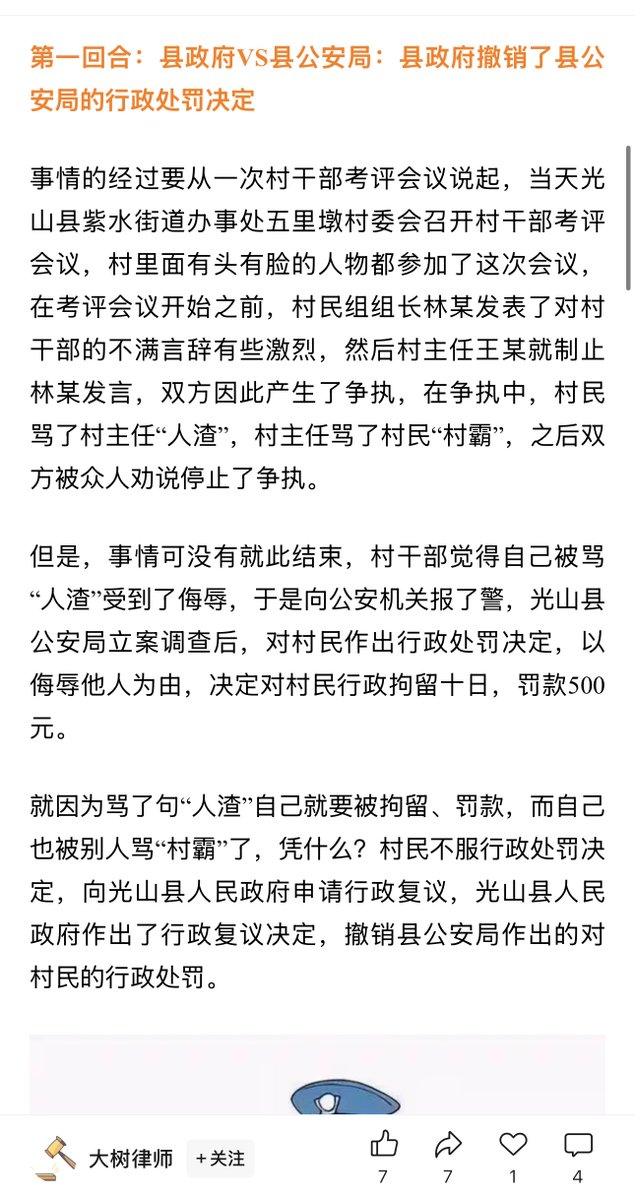 第一回合：县政府VS县公安局：县政府撤销了县公
安局的行政处罚决定
事情的经过要从一次村干部考评会议说起，当天光
山县紫水街道办事处五里墩村委会召开村干部考评
会议，村里面有头有脸的人物都参加了这次会议，
在考评会议开始之前，村民组组长林某发表了对村
干部的不满言辞有些激烈，然后村主任王某就制止
林某发言，双方因此产生了争执，在争执中，村民
骂了村主任“人渣”，村主任骂了村民“村霸”，之后双
方被众人劝说停止了争执。
但是，事情可没有就此结束，村干部觉得自己被骂
“人渣”受到了侮辱，于是向公安机关报了警，光山县
公安局立案调查后，对村民作出行政处罚决定，以
侮辱他人为由，决定对村民行政拘留十日，罚款500
元。
就因为骂了句“人渣”自己就要被拘留、罚款，而自己
也被别人骂“村霸”了，凭什么？村民不服行政处罚决
定，向光山县人民政府申请行政复议，光山县人民
政府作出了行政复议决定，撤销县公安局作出的对
村民的行政处罚。
大树律师
+关注
7
7
1
4